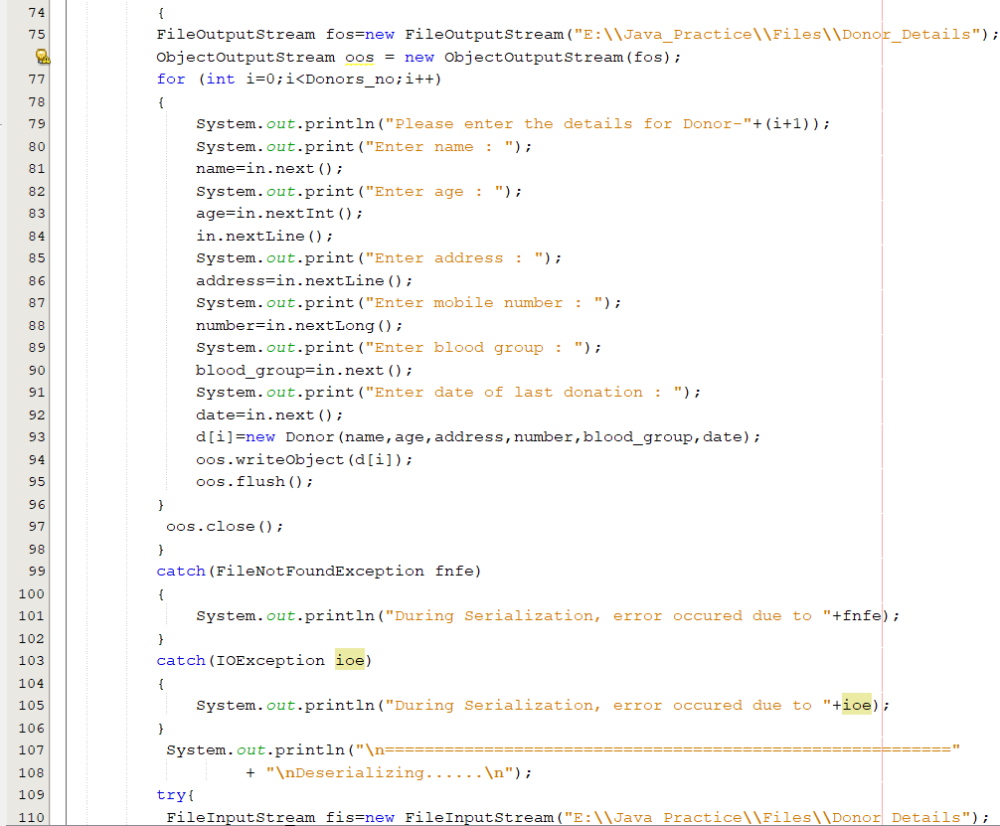 74 {
75 FileOutputStream fos=new FileOutputStream("E:\\Java_Practice\\Files\\Donor_Details");
ObjectOutputStream oos = new ObjectOutputStream(fos);
77 for (int i=0;i<Donors_no;i++)
78 {
79 System.out.println("Please enter the details for Donor-"+(i+1));
80 System.out.print("Enter name : ");
81 name=in.next();
82 System.out.print("Enter age : ");
83 age=in.nextInt();
84 in.nextLine();
85 System.out.print("Enter address : ");
86 address=in.nextLine();
87 System.out.print("Enter mobile number : ");
88 number=in.nextLong();
89 System.out.print("Enter blood group : ");
90 blood_group=in.next();
91 System.out.print("Enter date of last donation : ");
92 date=in.next();
93 d[i]=new Donor(name,age,address,number,blood_group,date);
94 oos.writeObject(d[i]);
95 oos.flush();
96 }
97 oos.close();
98 }
99 catch(FileNotFoundException fnfe)
100 {
101 System.out.println("During Serialization, error occured due to "+fnfe);
102 }
103 catch(IOException ioe)
104 {
105 System.out.println("During Serialization, error occured due to "+ioe);
106 }
107 System.out.println("\n========================================================="
108 + "\nDeserializing......\n");
109 try{
110 FileInputStream fis=new FileInputStream("E:\\Java_Practice\\Files\\Donor_Details");